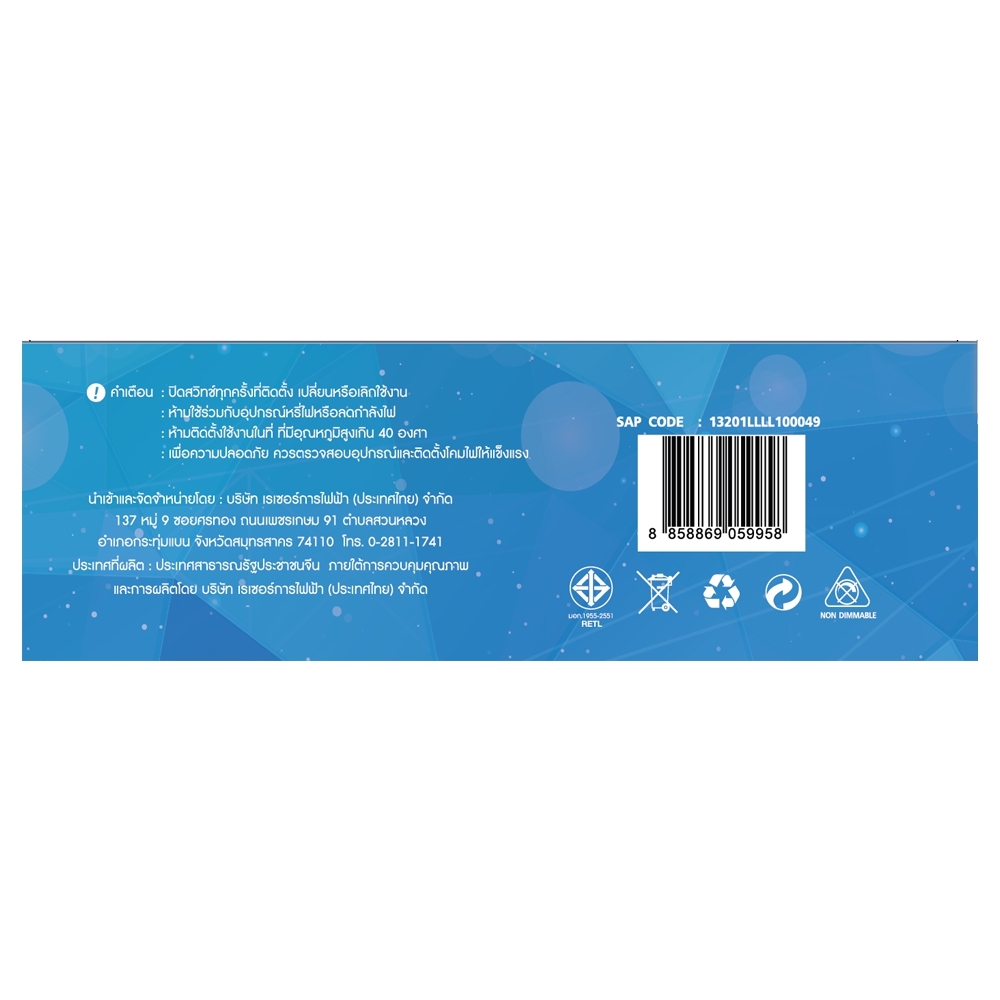 ! คำเตือน : ปิดสวิทช์ทุกครั้งที่ติดตั้ง เปลี่ยนหรือเลิกใช้งาน
: ห้ามใช้ร่วมกับอุปกรณ์หรี่ไฟหรือลดกำลังไฟ
: ห้ามติดตั้งใช้งานในที่ ที่มีอุณหภูมิสูงเกิน 40 องศา
: เพื่อความปลอดภัย ควรตรวจสอบอุปกรณ์และติดตั้งโคมไฟให้แข็งแรง
นำเข้าและจัดจำหน่ายโดย : บริษัท เรเซอร์การไฟฟ้า (ประเทศไทย) จำกัด
137 หมู่ 9 ซอยศรทอง ถนนเพชรเกษม 91 ตำบลสวนหลวง
อำเภอกระทุ่มแบน จังหวัดสมุทรสาคร 74110 โทร. 0-2811-1741
ประเทศที่ผลิต : ประเทศสาธารณรัฐประชาชนจีน ภายใต้การควบคุมคุณภาพ
และการผลิตโดย บริษัท เรเซอร์การไฟฟ้า (ประเทศไทย) จำกัด
SAP CODE : 13201LLLL100049
8 858869 059958
มอก.1955-2551
RETL
NON DIMMABLE